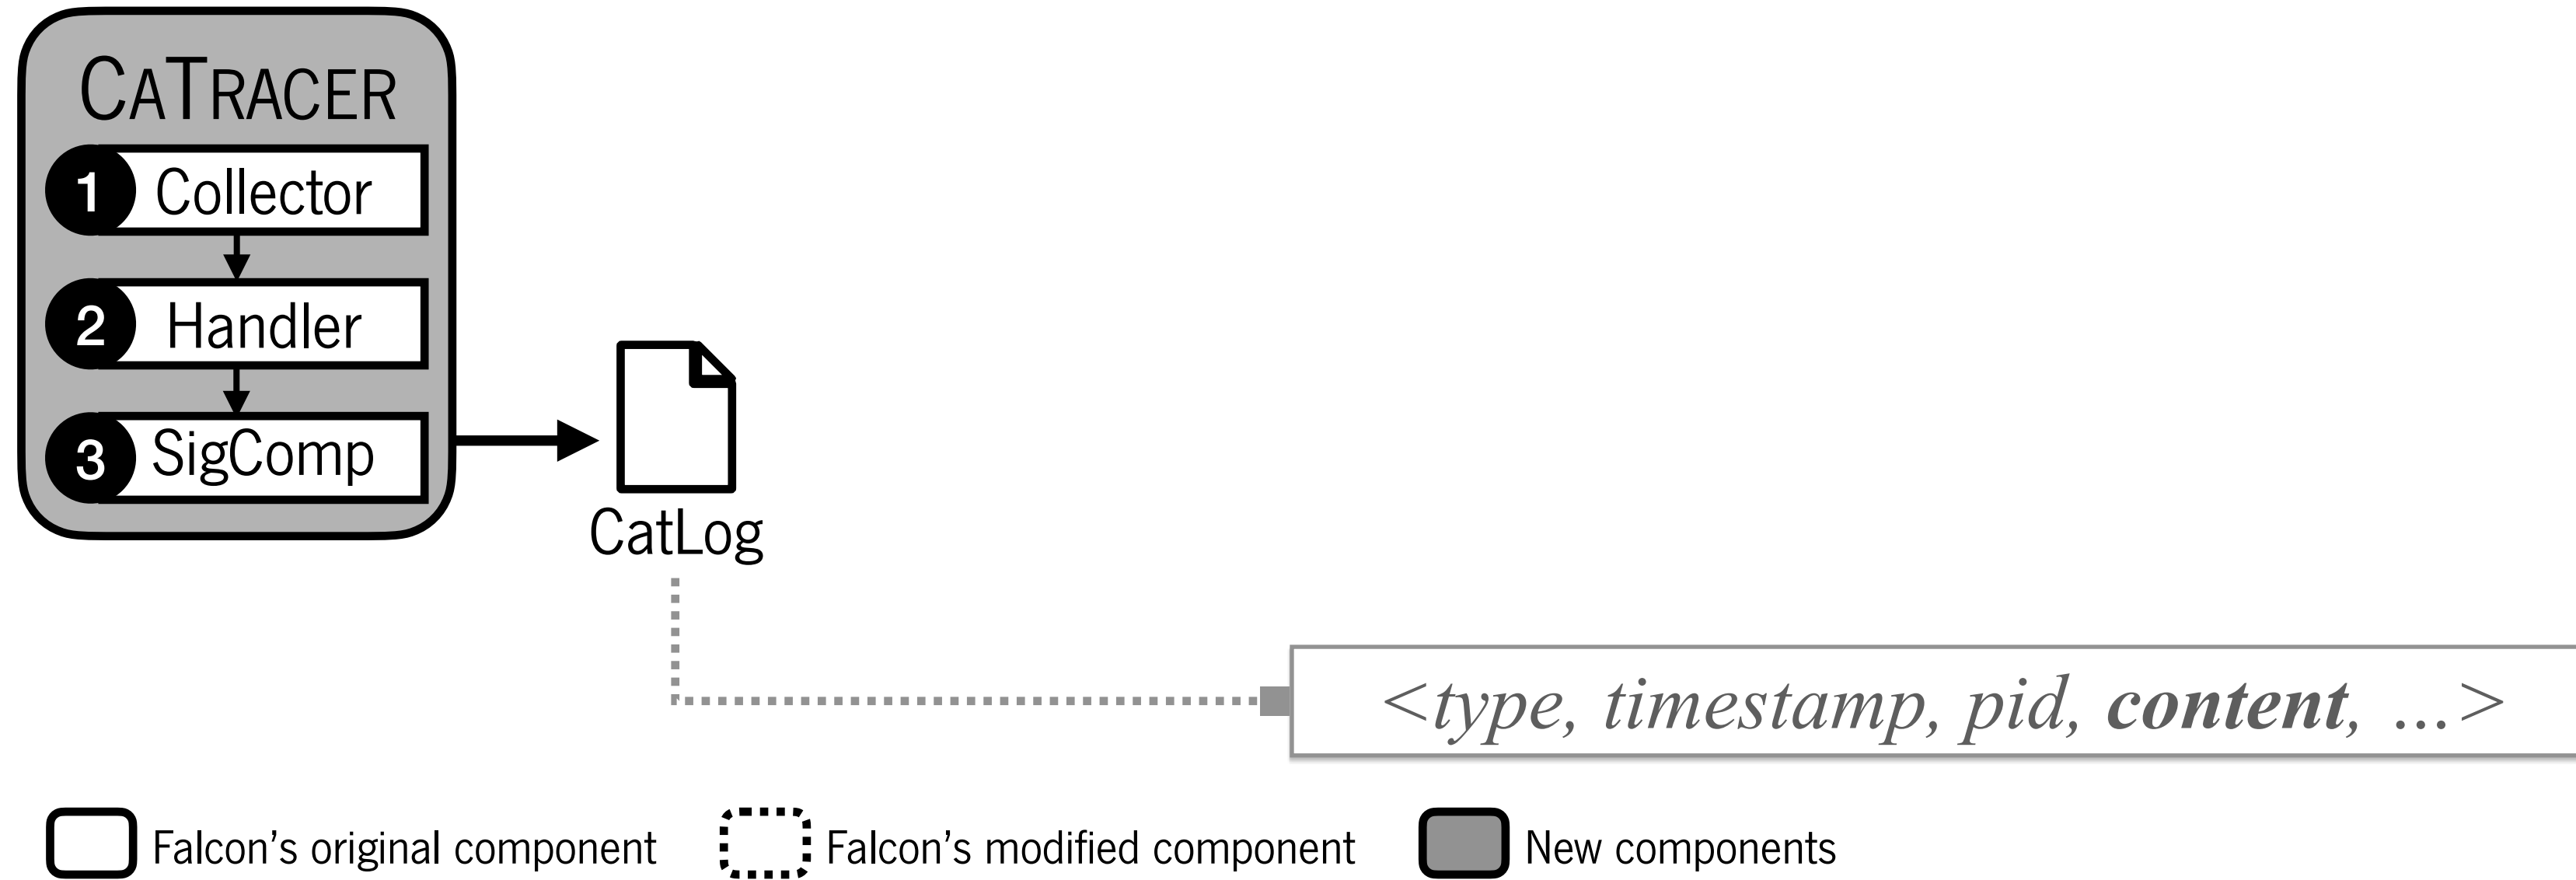 CATRACER
1 Collector
2 Handler
3 SigComp
CatLog
<type, timestamp, pid, content, ...>
Falcon's original component
Falcon's modified component
New components